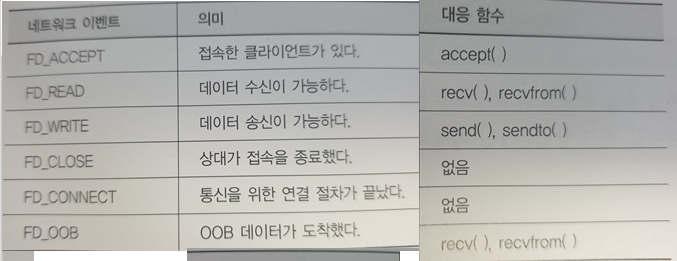 네트워크 이벤트 의미 대응 함수
FD_ACCEPT 접속한 클라이언트가 있다. accept( )
FD_READ 데이터 수신이 가능하다. recv( ), recvfrom( )
FD_WRITE 데이터 송신이 가능하다. send( ), sendto( )
FD_CLOSE 상대가 접속을 종료했다. 없음
FD_CONNECT 통신을 위한 연결 절차가 끝났다. 없음
FD_OOB OOB 데이터가 도착했다. recv( ), recvfrom( )